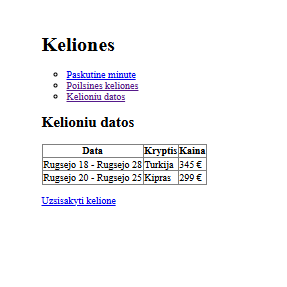 Keliones
Paskutine minute
Poilsines keliones
Kelioniu datos
Kelioniu datos
Data Kryptis Kaina
Rugsejo 18 - Rugsejo 28 Turkija 345 €
Rugsejo 20 - Rugsejo 25 Kipras 299 €
Uzsisakyti kelione